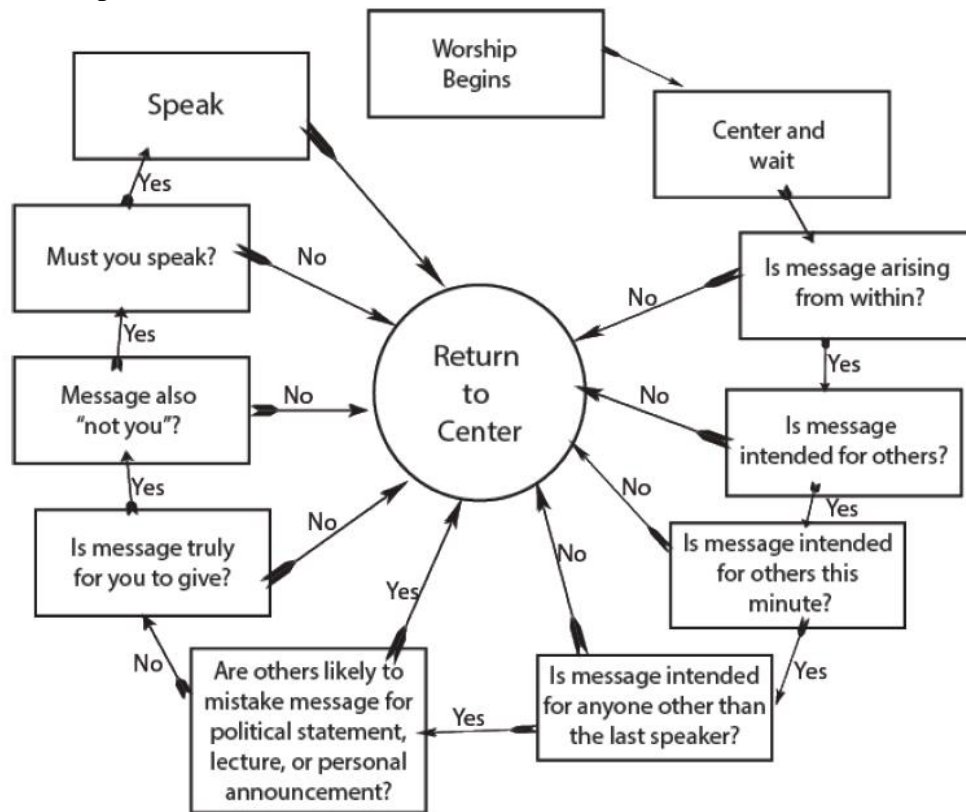 Worship
Begins
Center and
wait
Is message arising
from within?
No
Yes
Is message
intended for others?
No
Yes
Is message intended
for others this
minute?
No
Yes
Is message intended
for anyone other than
the last speaker?
No
Yes
Are others likely to
mistake message for
political statement,
lecture, or personal
announcement?
Yes
No
Is message truly
for you to give?
No
Yes
Message also
“not you”?
No
Yes
Must you speak?
No
Yes
Speak
Return
to
Center